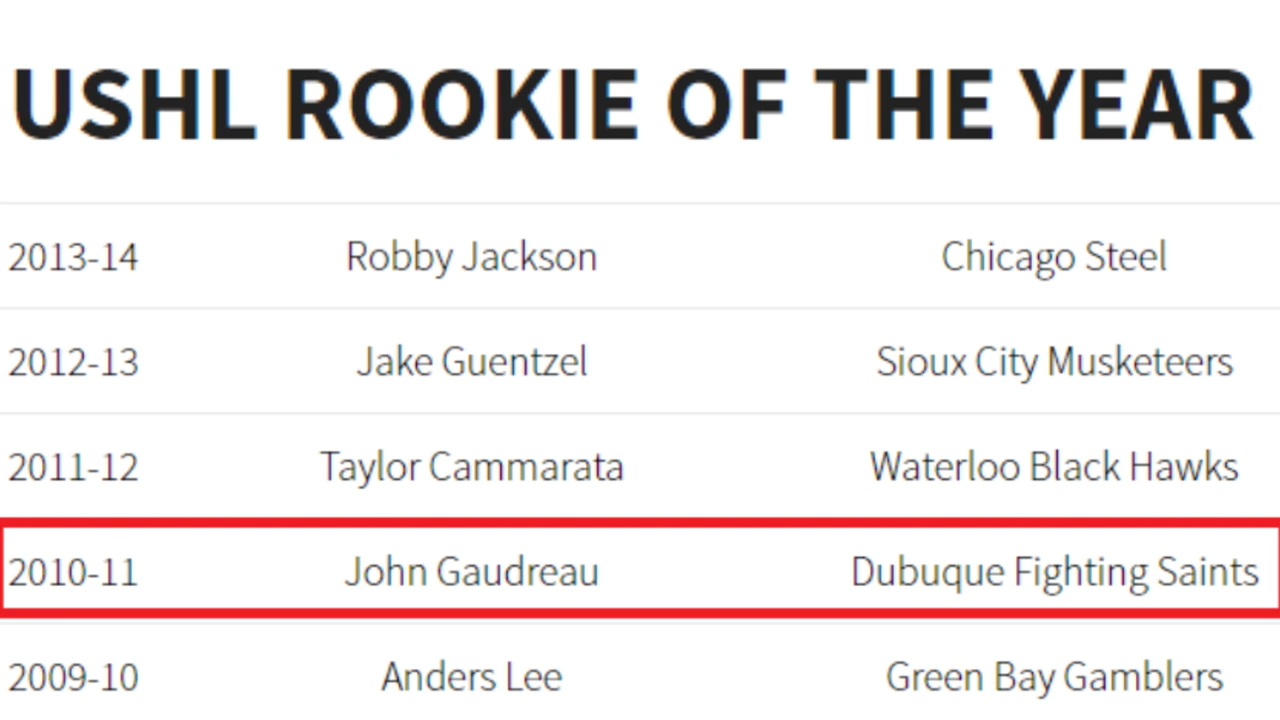 USHL ROOKIE OF THE YEAR
2013-14 Robby Jackson Chicago Steel
2012-13 Jake Guentzel Sioux City Musketeers
2011-12 Taylor Cammarata Waterloo Black Hawks
2010-11 John Gaudreau Dubuque Fighting Saints
2009-10 Anders Lee Green Bay Gamblers